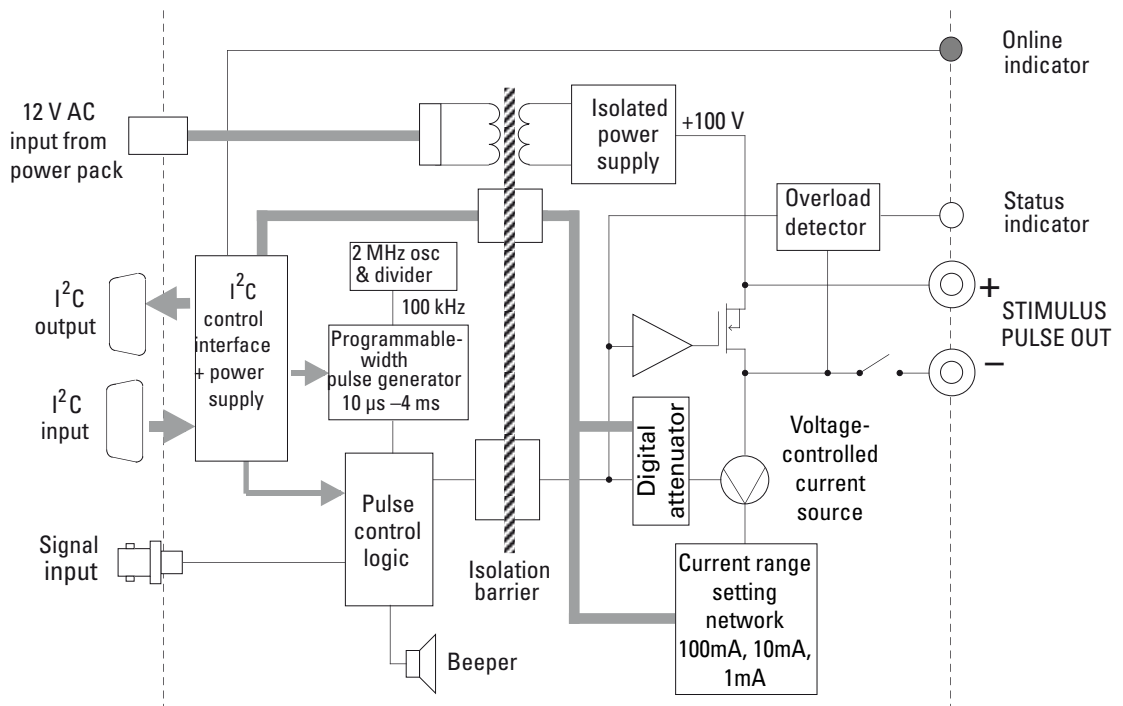 Online
indicator
12 V AC
input from
power pack
Isolated
power
supply
+100 V
Overload
detector
Status
indicator
2 MHz osc
& divider
100 kHz
I²C
output
I²C
control
interface
+ power
supply
Programmable-
width
pulse generator
10 µs –4 ms
+
STIMULUS
PULSE OUT
–
I²C
input
Digital
attenuator
Voltage-
controlled
current
source
Pulse
control
logic
Signal
input
Isolation
barrier
Current range
setting
network
100mA, 10mA,
1mA
Beeper